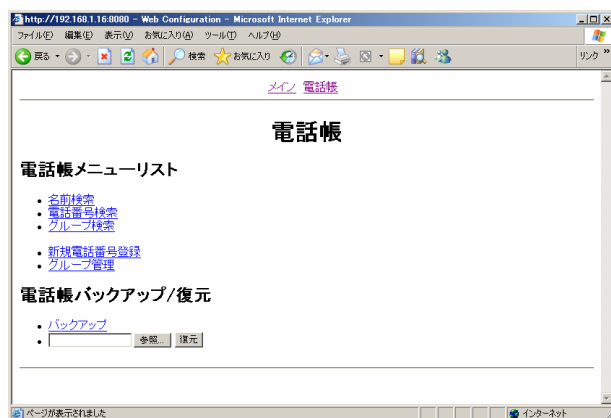 http://192.168.1.16:8080 - Web Configuration - Microsoft Internet Explorer
ファイル(F) 編集(E) 表示(V) お気に入り(A) ツール(T) ヘルプ(H)
戻る 検索 お気に入り リンク »
メイン 電話帳
電話帳
電話帳メニューリスト
• 名前検索
• 電話番号検索
• グループ検索
• 新規電話番号登録
• グループ管理
電話帳バックアップ/復元
• バックアップ
• 参照... 復元
ページが表示されました インターネット